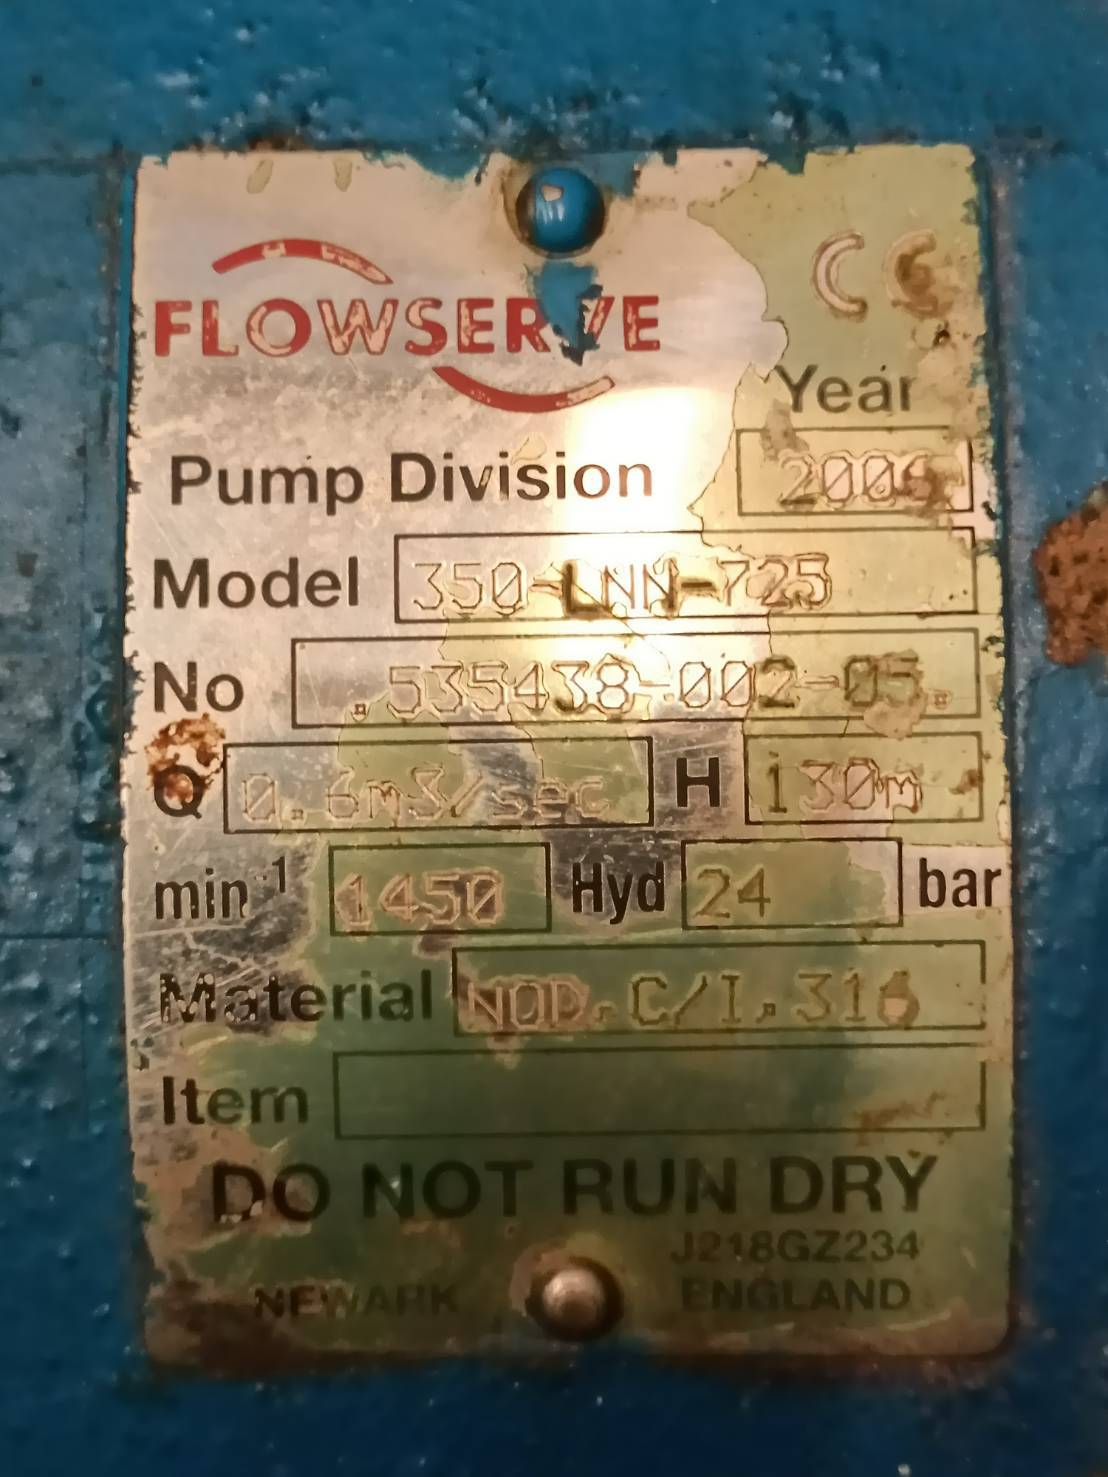 FLOWSERVE
CE
Year
Pump Division
Model 350-LNN-725
No .535438-002-05.
Q 0.6m3/sec H 130m
min-1 1450 Hyd 24 bar
Material NOD.C/I.316
Item
DO NOT RUN DRY
J218GZ234
NEWARK ENGLAND